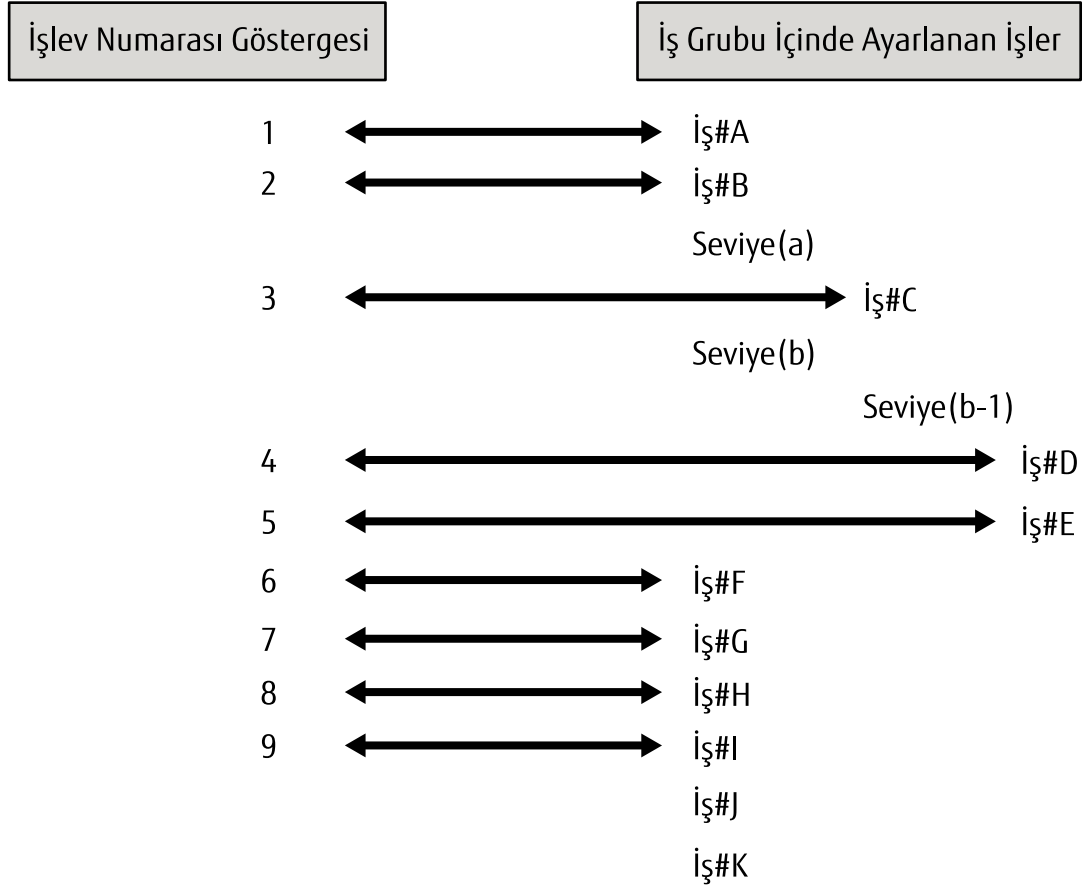 İşlev Numarası Göstergesi İş Grubu İçinde Ayarlanan İşler
1 İş#A
2 İş#B
Seviye(a)
3 İş#C
Seviye(b)
Seviye(b-1)
4 İş#D
5 İş#E
6 İş#F
7 İş#G
8 İş#H
9 İş#I
İş#J
İş#K